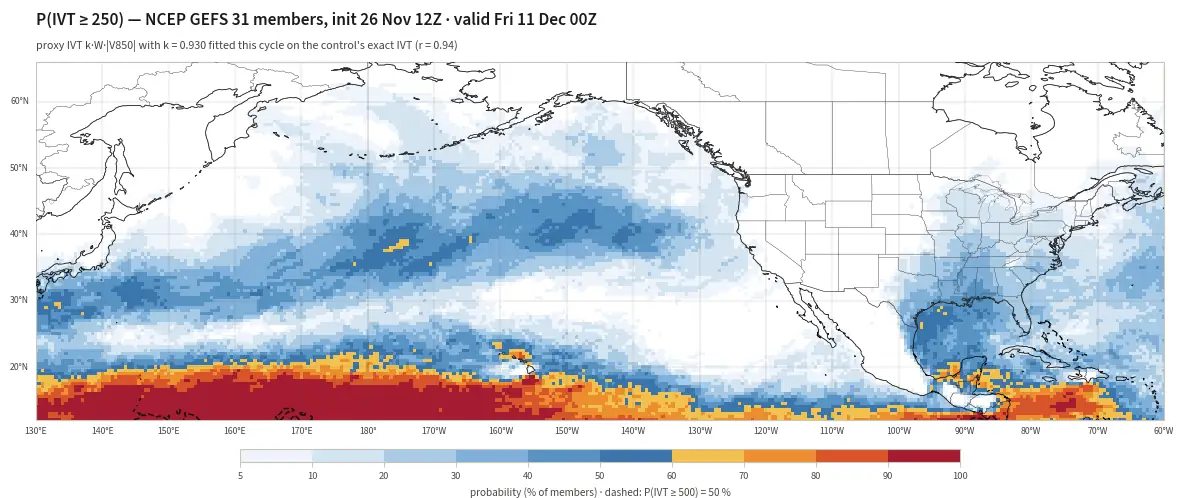 P(IVT ≥ 250) — NCEP GEFS 31 members, init 26 Nov 12Z · valid Fri 11 Dec 00Z
proxy IVT k·W·|V850| with k = 0.930 fitted this cycle on the control's exact IVT (r = 0.94)
60°N
50°N
40°N
30°N
20°N
130°E 140°E 150°E 160°E 170°E 180° 170°W 160°W 150°W 140°W 130°W 120°W 110°W 100°W 90°W 80°W 70°W 60°W
5 10 20 30 40 50 60 70 80 90 100
probability (% of members) · dashed: P(IVT ≥ 500) = 50 %